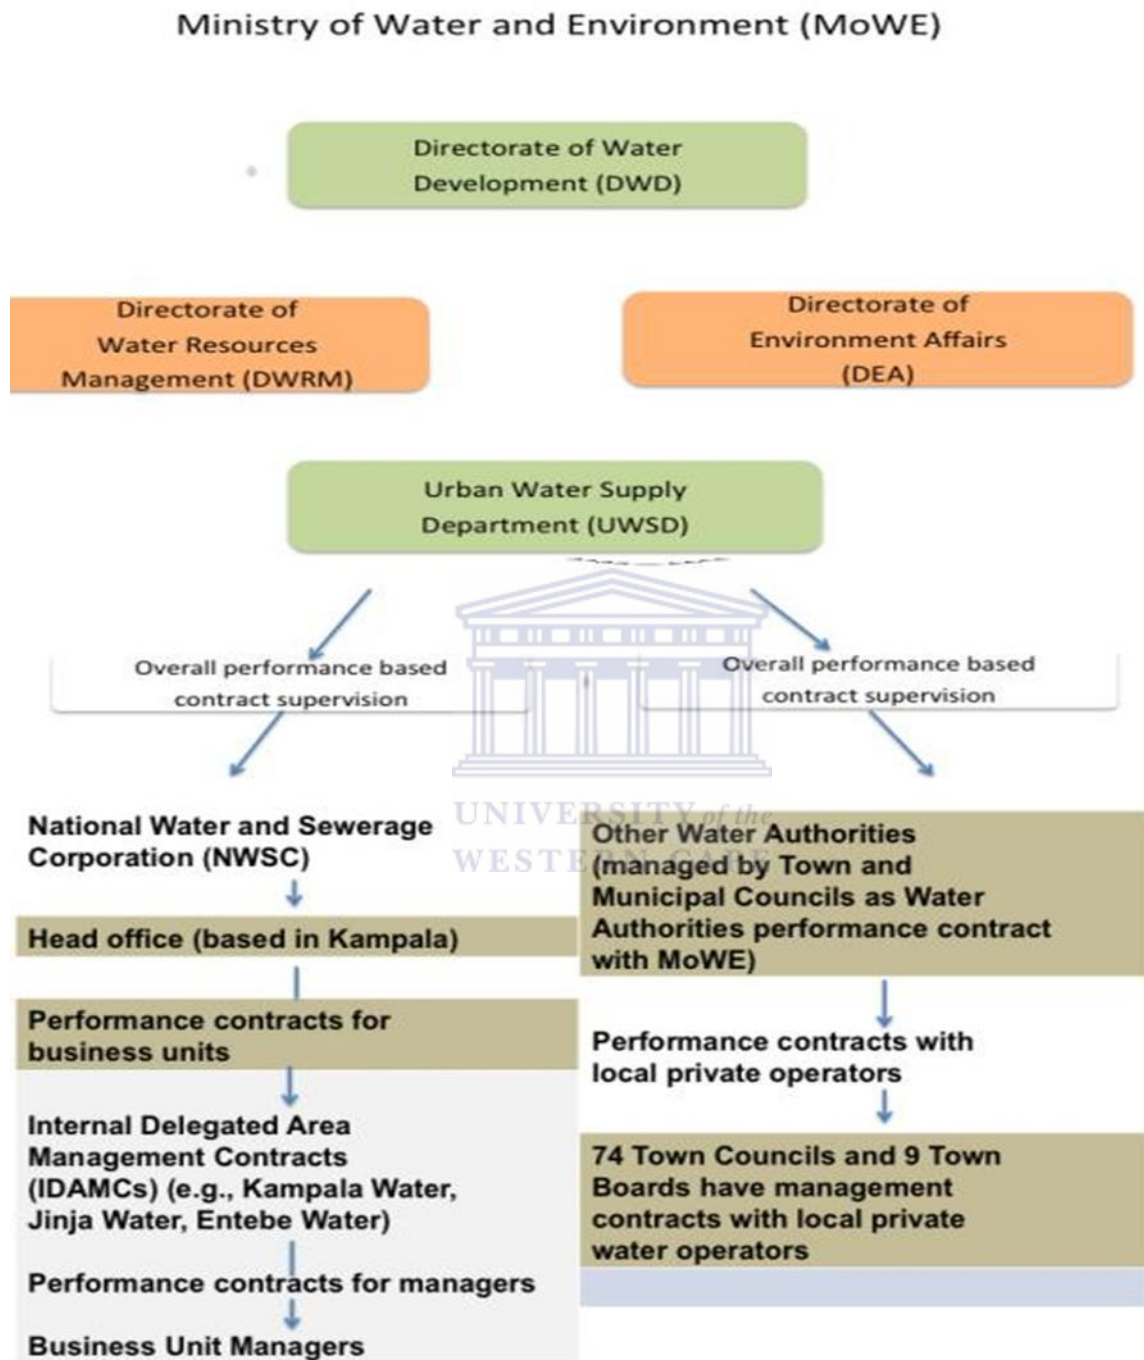 Ministry of Water and Environment (MoWE)
Directorate of Water
Development (DWD)
Directorate of
Water Resources
Management (DWRM)
Directorate of
Environment Affairs
(DEA)
Urban Water Supply
Department (UWSD)
Overall performance based
contract supervision
Overall performance based
contract supervision
UNIVERSITY of the
WESTERN CAPE
National Water and Sewerage
Corporation (NWSC)
Head office (based in Kampala)
Performance contracts for
business units
Internal Delegated Area
Management Contracts
(IDAMCs) (e.g., Kampala Water,
Jinja Water, Entebe Water)
Performance contracts for managers
Business Unit Managers
Other Water Authorities
(managed by Town and
Municipal Councils as Water
Authorities performance contract
with MoWE)
Performance contracts with
local private operators
74 Town Councils and 9 Town
Boards have management
contracts with local private
water operators